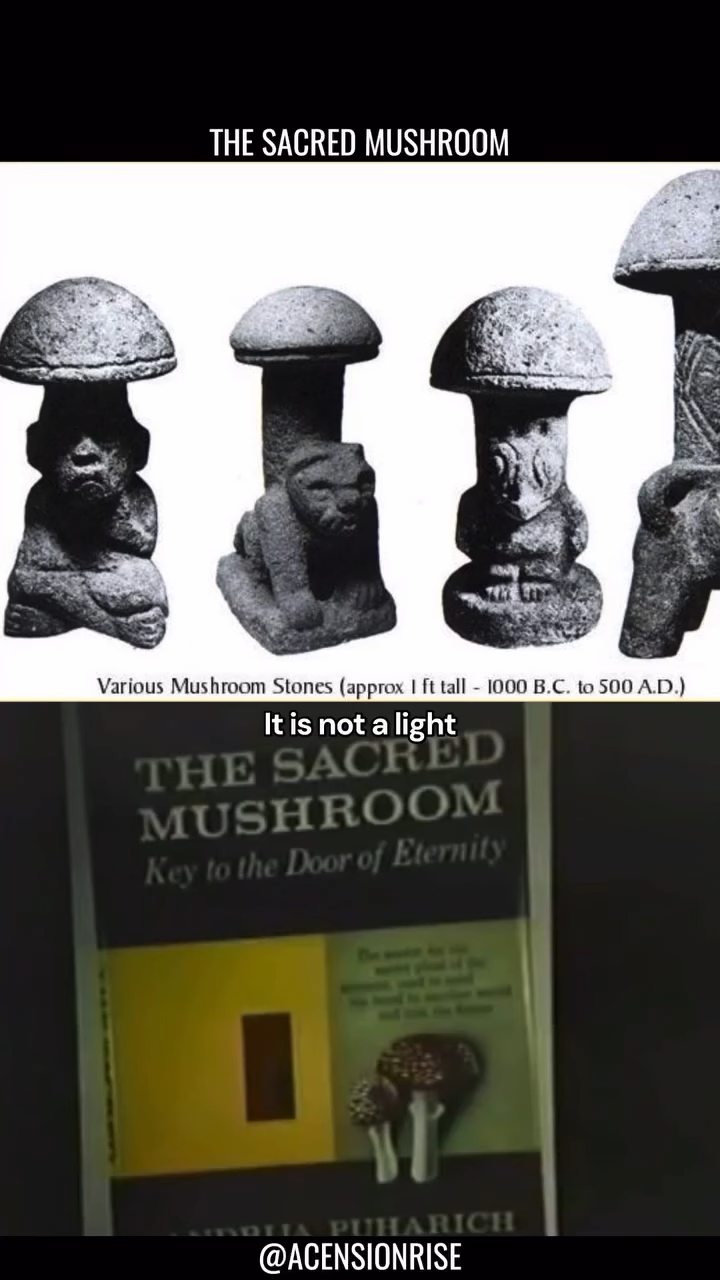 THE SACRED MUSHROOM
Various Mushroom Stones (approx 1 ft tall - 1000 B.C. to 500 A.D.)
It is not a light
THE SACRED
MUSHROOM
Key to the Door of Eternity
ANDRIJA PUHARICH
@ACENSIONRISE